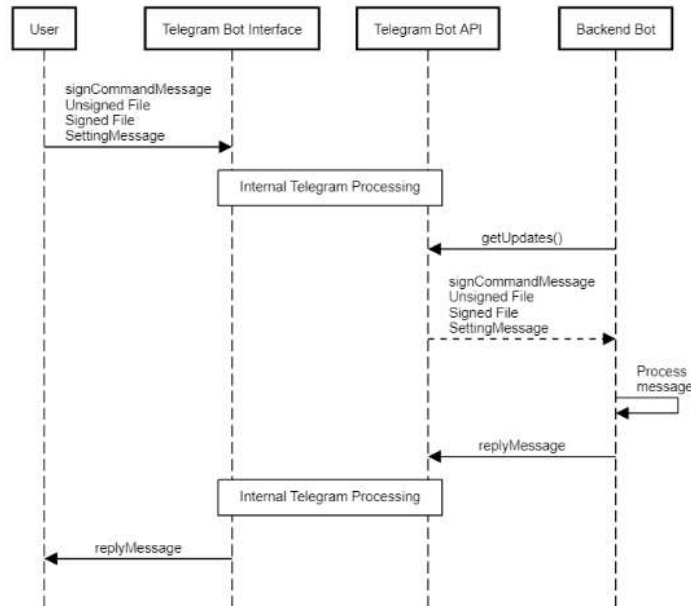 User
Telegram Bot Interface
Telegram Bot API
Backend Bot
signCommandMessage
Unsigned File
Signed File
SettingMessage
Internal Telegram Processing
getUpdates()
signCommandMessage
Unsigned File
Signed File
SettingMessage
Process
message
replyMessage
Internal Telegram Processing
replyMessage